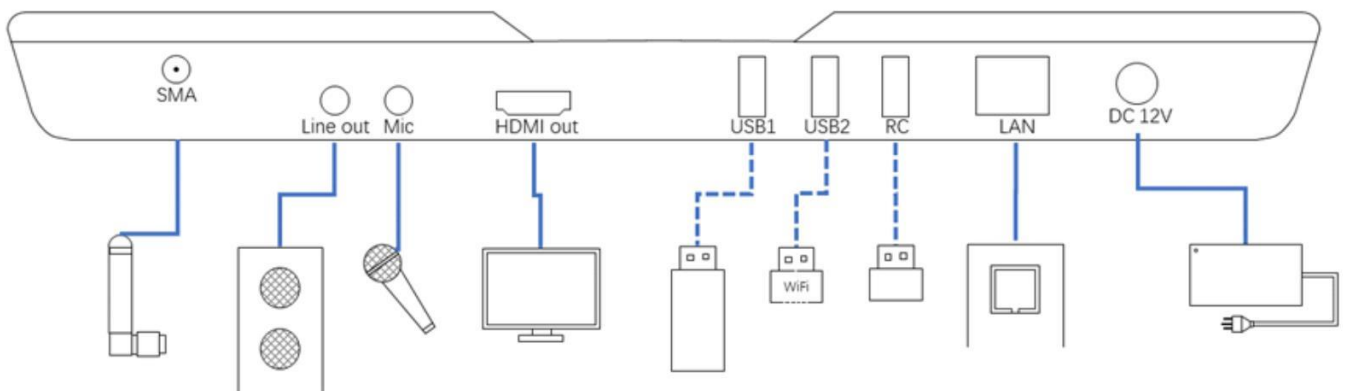 SMA
Line out
Mic
HDMI out
USB1
USB2
RC
LAN
DC 12V
WiFi